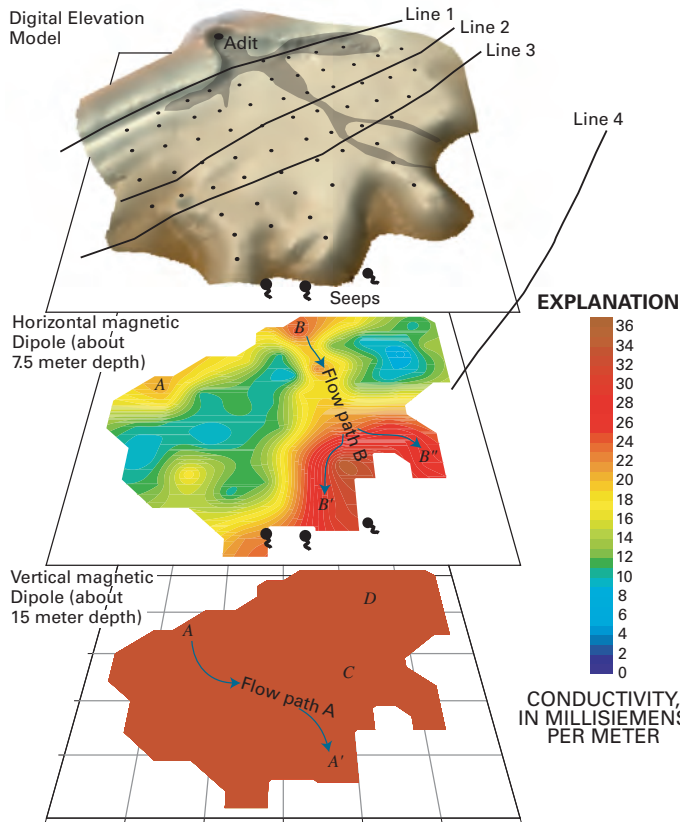 Digital Elevation
Model
Adit
Line 1
Line 2
Line 3
Line 4
Seeps
Horizontal magnetic
Dipole (about
7.5 meter depth)
A
B
Flow path B
B'
B"
Vertical magnetic
Dipole (about
15 meter depth)
A
D
C
Flow path A
A'
EXPLANATION
36
34
32
30
28
26
24
22
20
18
16
14
12
10
8
6
4
2
0
CONDUCTIVITY,
IN MILLISIEMENS
PER METER